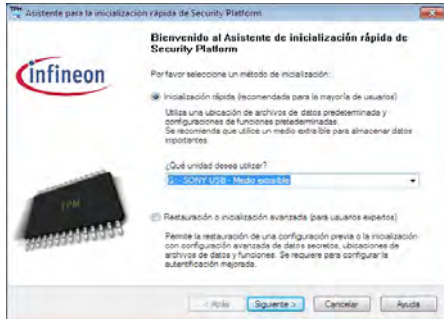 Asistente para la inicialización rápida de Security Platform
Bienvenido al Asistente de inicialización rápida de
Security Platform
infineon
Por favor seleccione un método de inicialización:
Inicialización rápida (recomendada para la mayoría de usuarios)
Utiliza una ubicación de archivos de datos predeterminada y
configuraciones de funciones predeterminadas.
Se recomienda que utilice un medio extraíble para almacenar datos
importantes.
¿Qué unidad desea utilizar?
G: - SONY USB - Medio extraíble
TPM
Restauración o inicialización avanzada (para usuarios expertos)
Permite la restauración de una configuración previa o la inicialización
con configuración avanzada de datos secretos, ubicaciones de
archivos de datos y funciones. Se requiere para configurar la
autentificación mejorada.
< Atrás Siguiente > Cancelar Ayuda